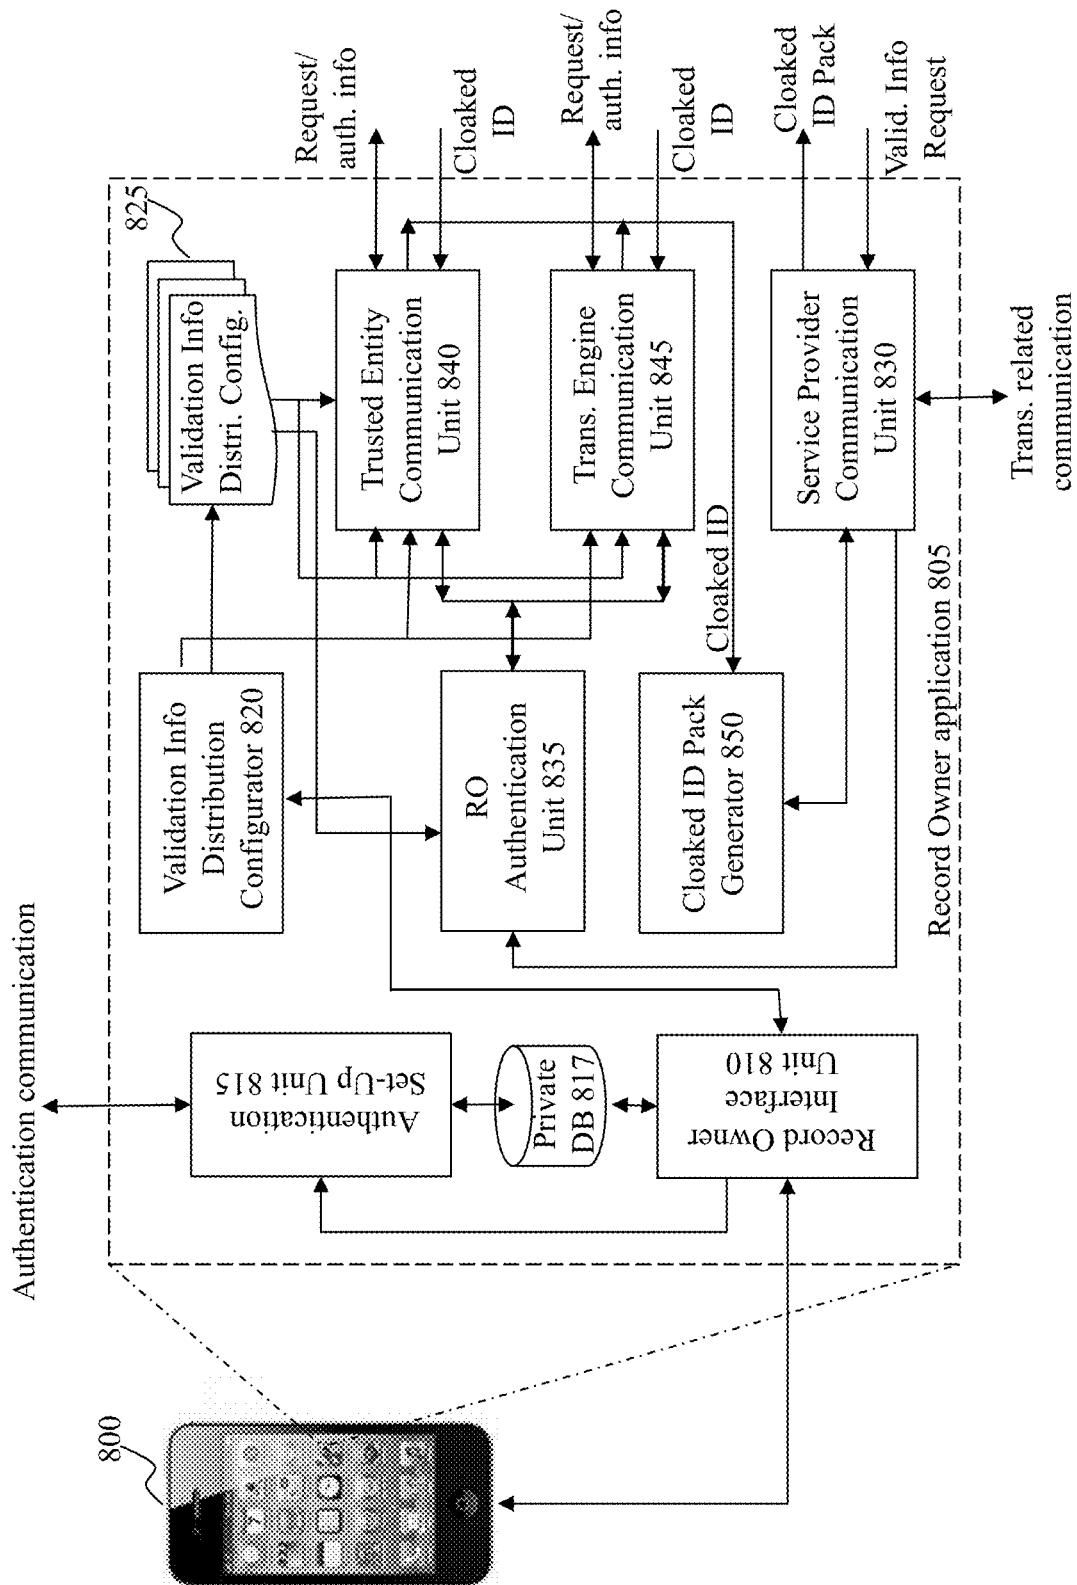 Authentication communication
800
Authentication
Set-Up Unit 815
Private
DB 817
Record Owner
Interface
Unit 810
Validation Info
Distribution
Configurator 820
RO
Authentication
Unit 835
Cloaked ID Pack
Generator 850
Cloaked ID
Record Owner application 805
825
Validation Info
Distri. Config.
Trusted Entity
Communication
Unit 840
Trans. Engine
Communication
Unit 845
Service Provider
Communication
Unit 830
Trans. related
communication
Request/
auth. info
Cloaked
ID
Request/
auth. info
Cloaked
ID
Cloaked
ID Pack
Valid. Info
Request